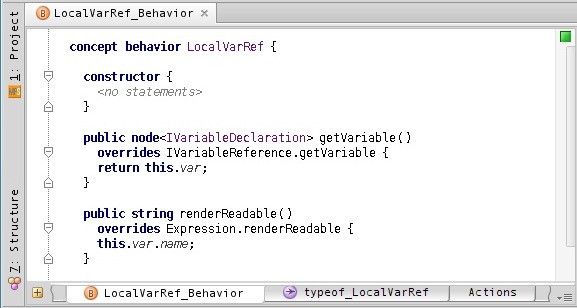 LocalVarRef_Behavior
1: Project
7: Structure
concept behavior LocalVarRef {
constructor {
<no statements>
}
public node<IVariableDeclaration> getVariable()
overrides IVariableReference.getVariable {
return this.var;
}
public string renderReadable()
overrides Expression.renderReadable {
this.var.name;
}
LocalVarRef_Behavior typeof_LocalVarRef Actions